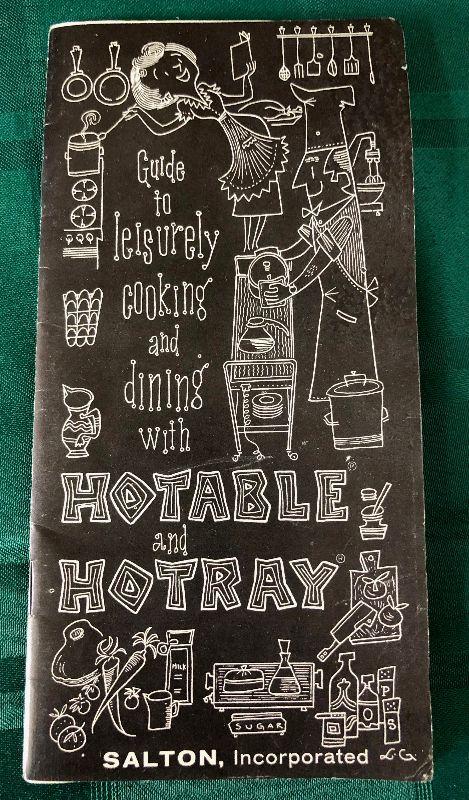 Guide
to
leisurely
cooking
and
dining
with
HOTABLE®
and
HOTRAY®
MILK
SUGAR
P
S
SALTON, Incorporated